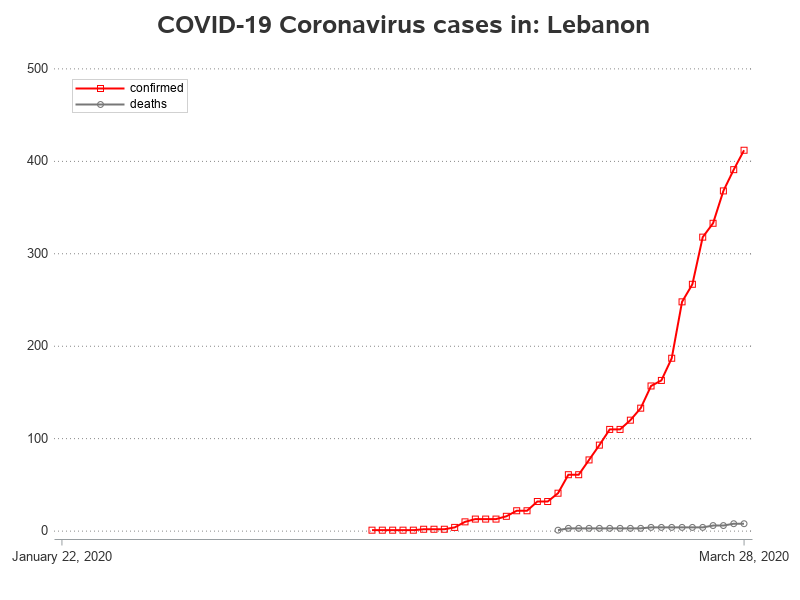 COVID-19 Coronavirus cases in: Lebanon
500
confirmed
deaths
400
300
200
100
0
January 22, 2020
March 28, 2020